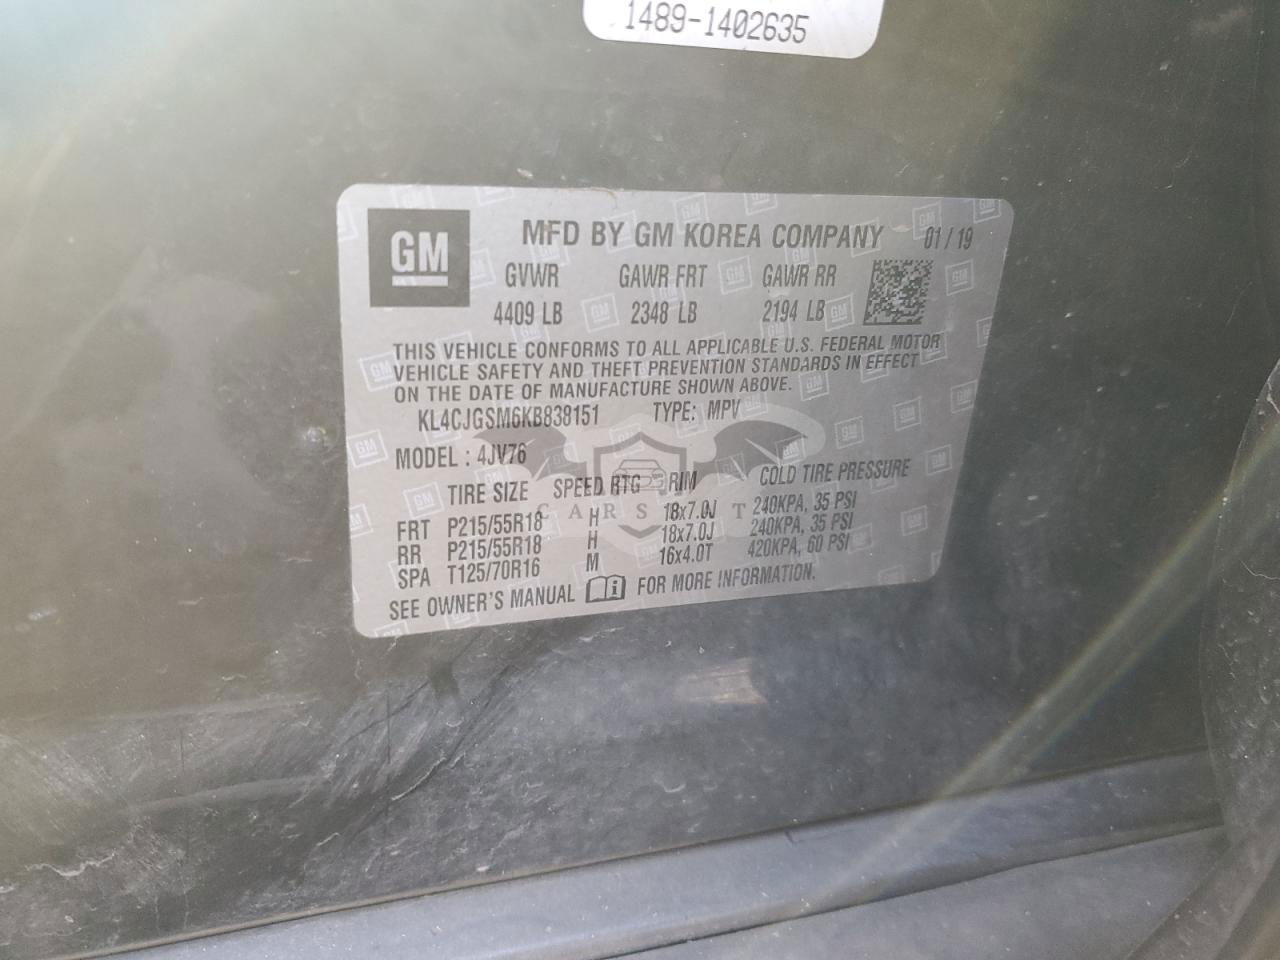 1489-1402635
GM
MFD BY GM KOREA COMPANY 01 / 19
GVWR GAWR FRT GAWR RR
4409 LB 2348 LB 2194 LB
THIS VEHICLE CONFORMS TO ALL APPLICABLE U.S. FEDERAL MOTOR
VEHICLE SAFETY AND THEFT PREVENTION STANDARDS IN EFFECT
ON THE DATE OF MANUFACTURE SHOWN ABOVE.
KL4CJGSM6KB838151 TYPE: MPV
MODEL : 4JV76
TIRE SIZE SPEED RTG RIM COLD TIRE PRESSURE
FRT P215/55R18 H 18x7.0J 240KPA, 35 PSI
RR P215/55R18 H 18x7.0J 240KPA, 35 PSI
SPA T125/70R16 M 16x4.0T 420KPA, 60 PSI
SEE OWNER'S MANUAL FOR MORE INFORMATION.